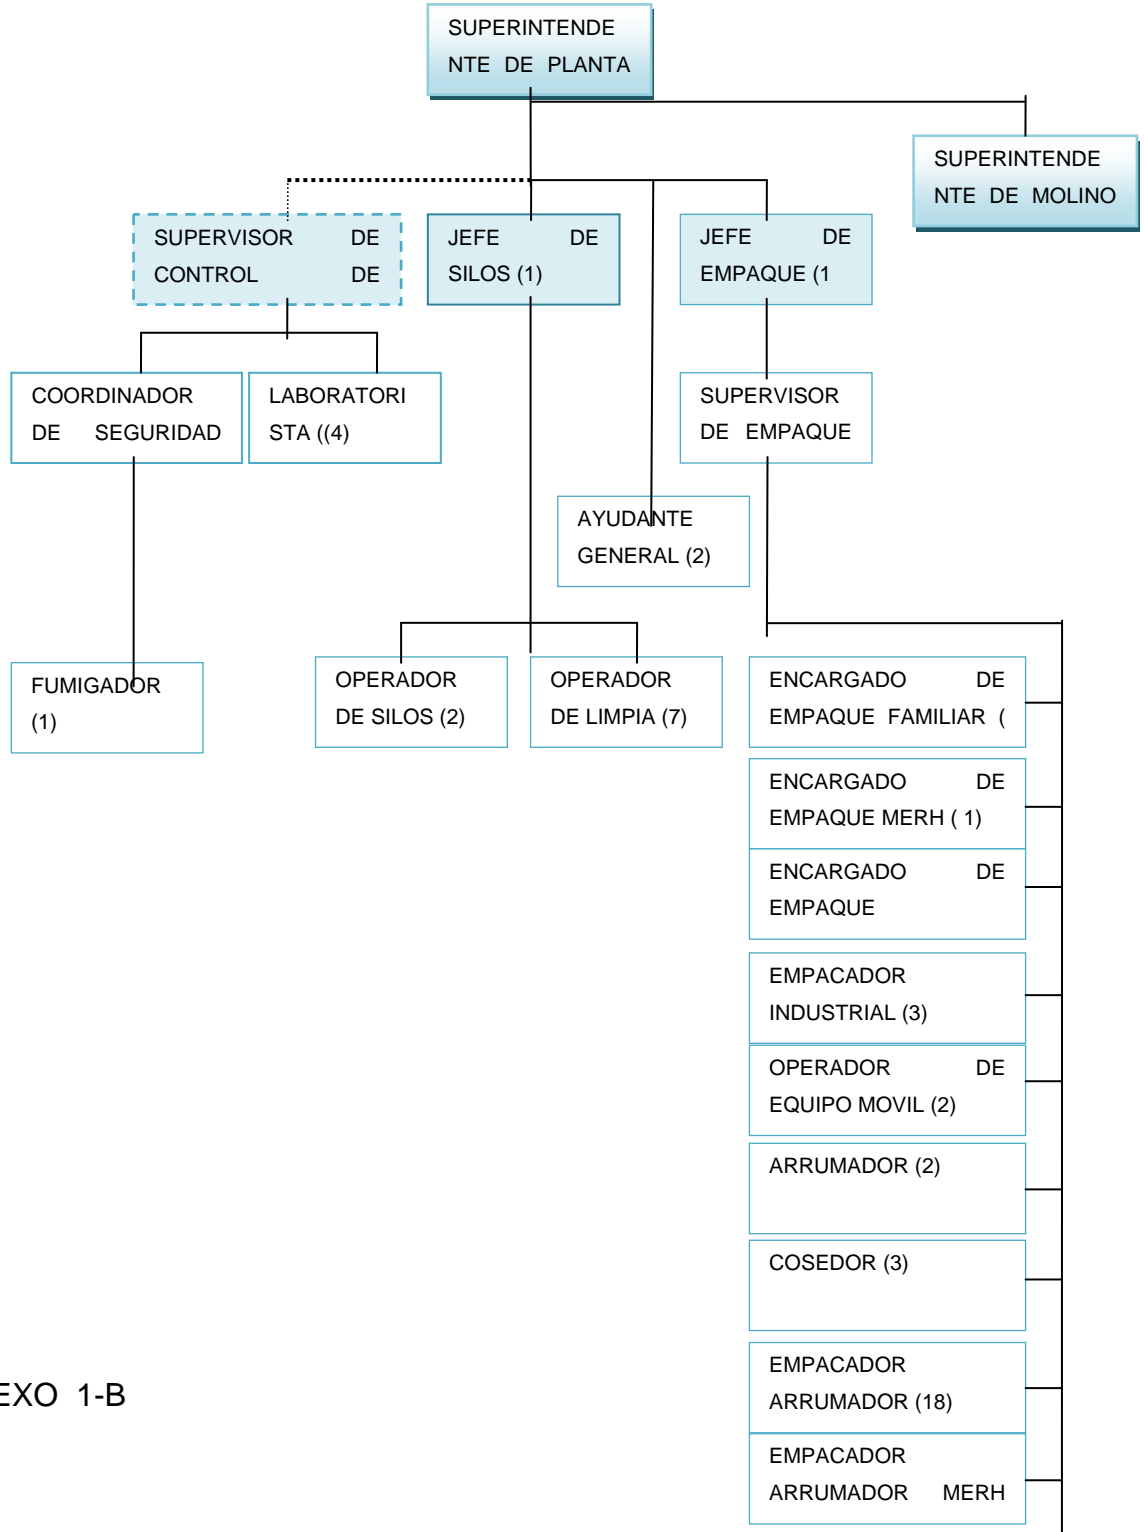 SUPERINTENDE
NTE DE PLANTA
SUPERINTENDE
NTE DE MOLINO
SUPERVISOR DE
CONTROL DE
JEFE DE
SILOS (1)
JEFE DE
EMPAQUE (1
COORDINADOR
DE SEGURIDAD
LABORATORI
STA ((4)
SUPERVISOR
DE EMPAQUE
AYUDANTE
GENERAL (2)
FUMIGADOR
(1)
OPERADOR
DE SILOS (2)
OPERADOR
DE LIMPIA (7)
ENCARGADO DE
EMPAQUE FAMILIAR (
ENCARGADO DE
EMPAQUE MERH ( 1)
ENCARGADO DE
EMPAQUE
EMPACADOR
INDUSTRIAL (3)
OPERADOR DE
EQUIPO MOVIL (2)
ARRUMADOR (2)
COSEDOR (3)
EMPACADOR
ARRUMADOR (18)
EMPACADOR
ARRUMADOR MERH
EXO 1-B